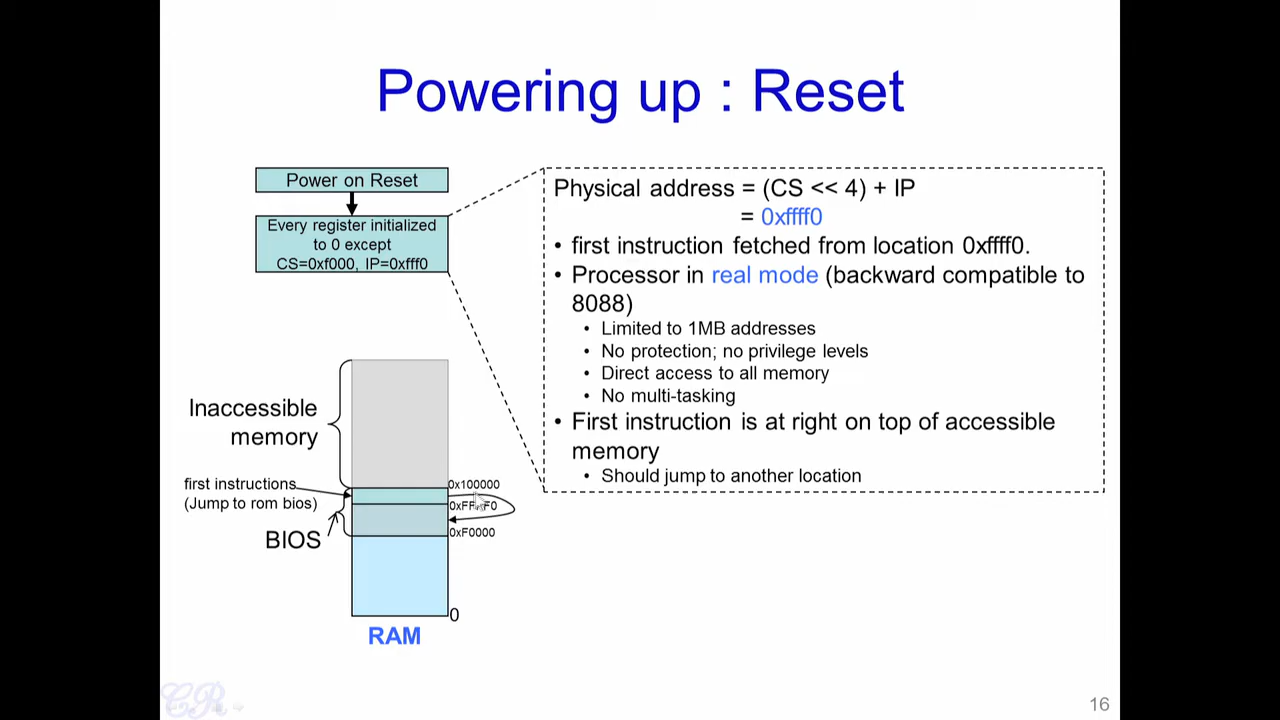 Powering up : Reset
Power on Reset
Every register initialized
to 0 except
CS=0xf000, IP=0xfff0
Physical address = (CS << 4) + IP
= 0xffff0
• first instruction fetched from location 0xffff0.
• Processor in real mode (backward compatible to
8088)
• Limited to 1MB addresses
• No protection; no privilege levels
• Direct access to all memory
• No multi-tasking
• First instruction is at right on top of accessible
memory
• Should jump to another location
Inaccessible
memory
first instructions
(Jump to rom bios)
BIOS
0x100000
0xF0000
0
RAM
CR
16